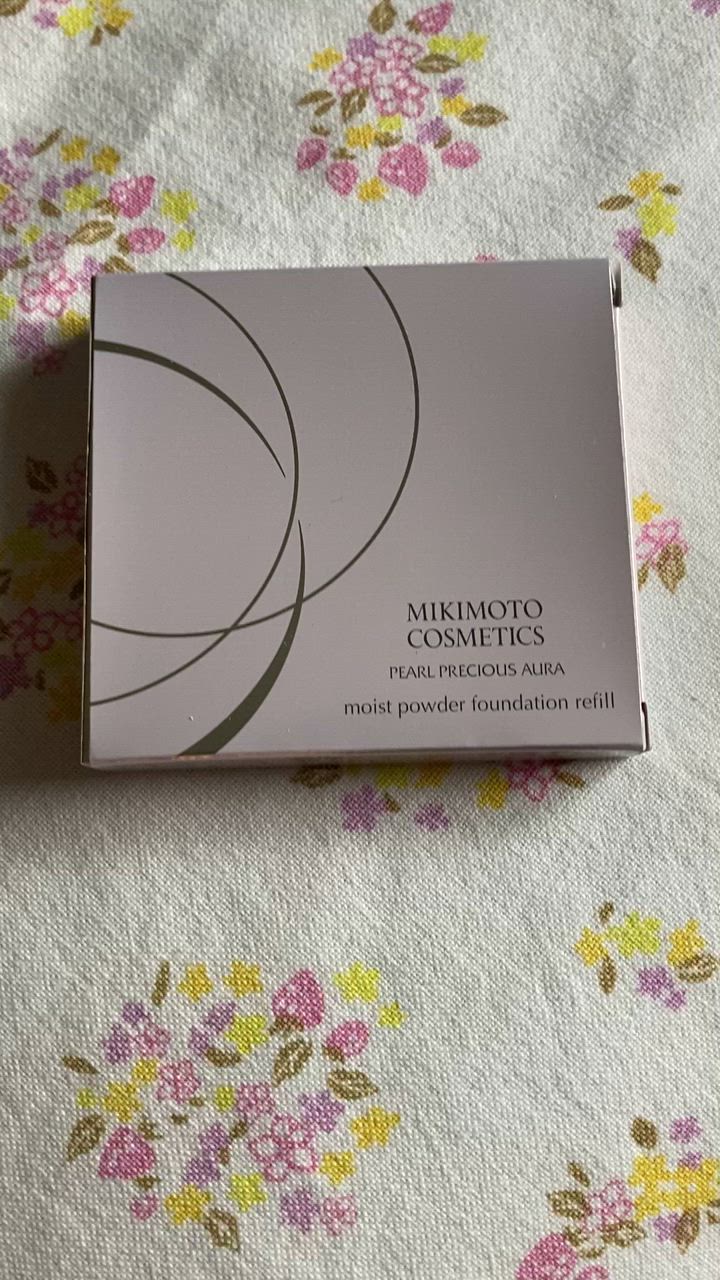 MIKIMOTO
COSMETICS
PEARL PRECIOUS AURA
moist powder foundation refill